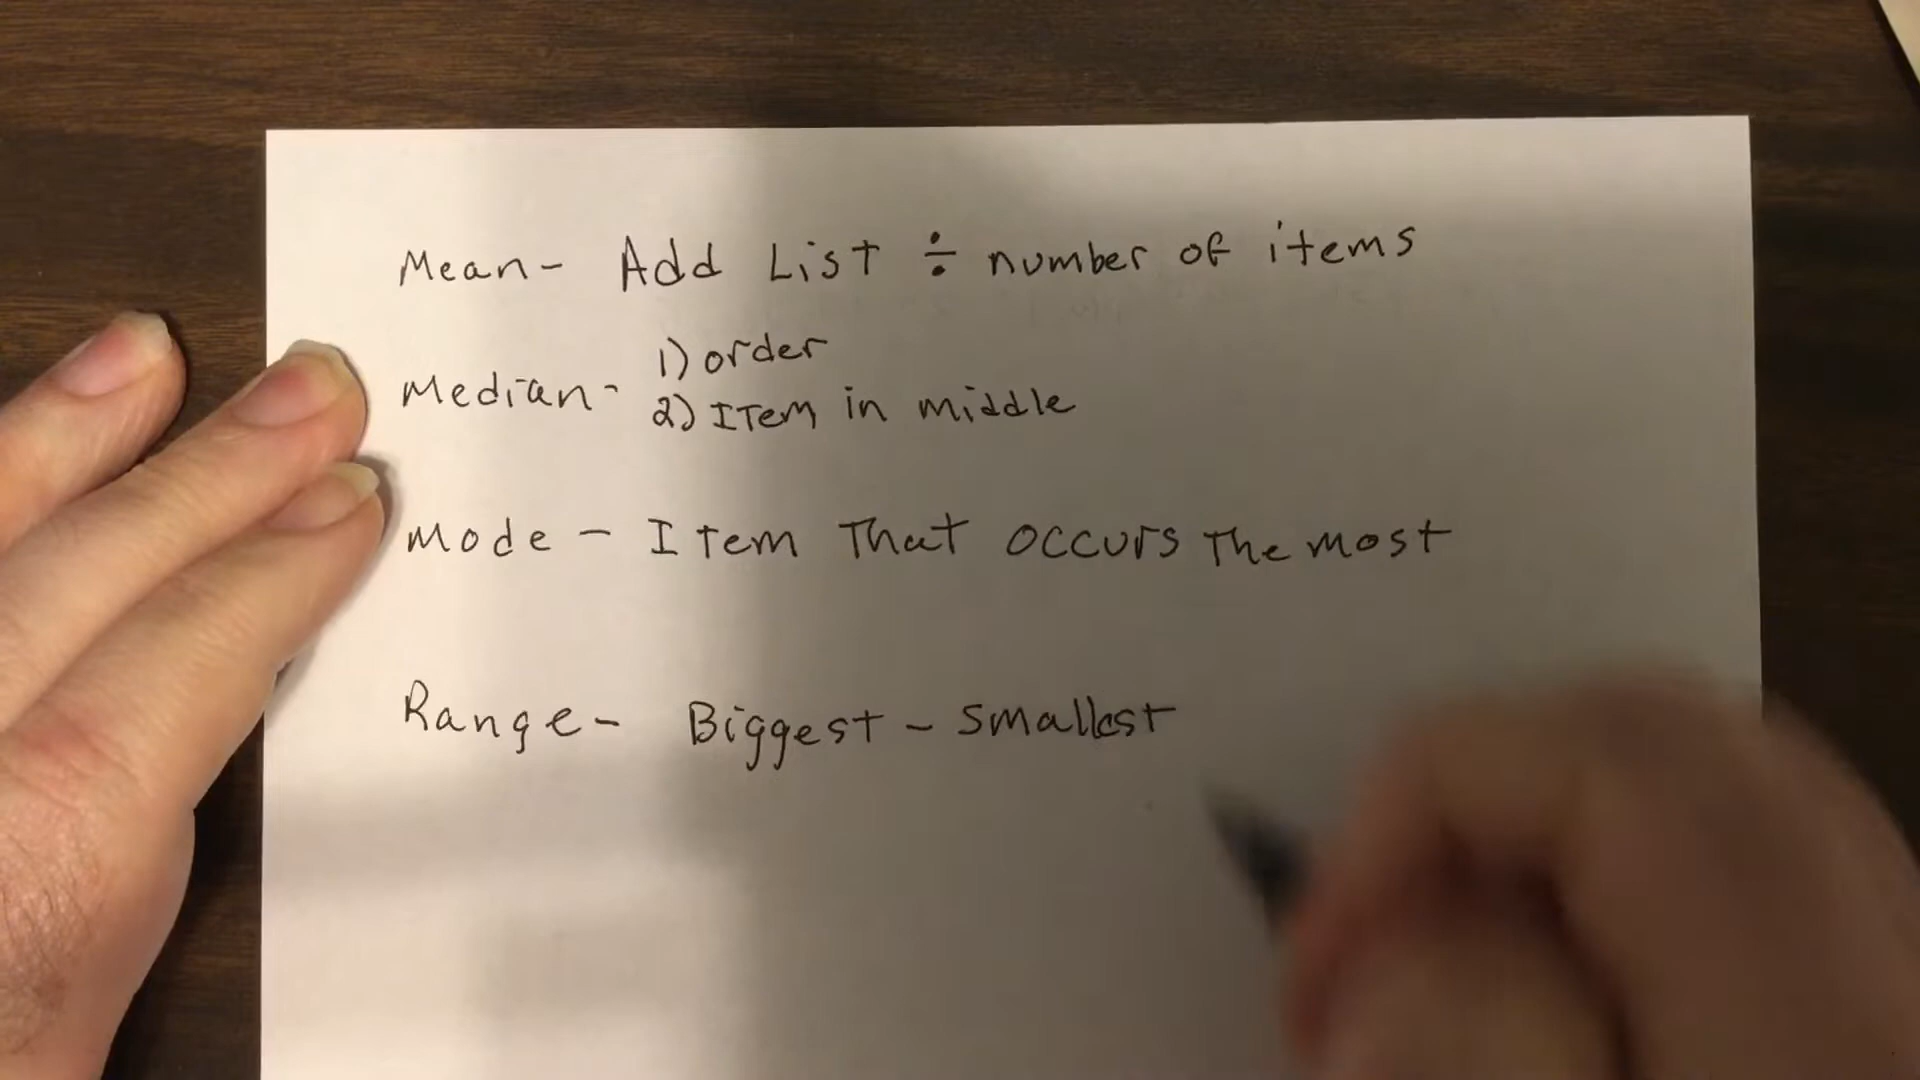 Mean- Add List ÷ number of items
Median- 1) order
2) Item in middle
Mode - Item That occurs The most
Range- Biggest - Smallest